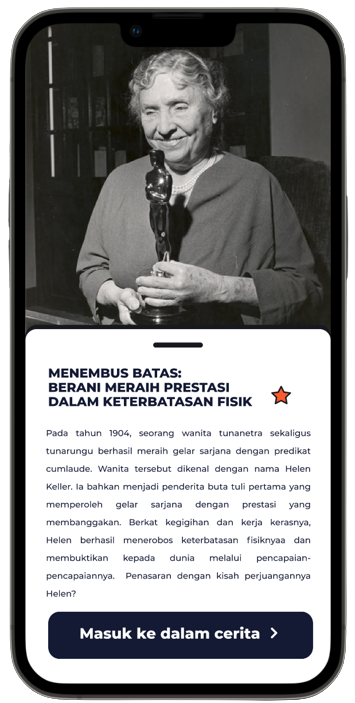 MENEMBUS BATAS:
BERANI MERAIH PRESTASI
DALAM KETERBATASAN FISIK
Pada tahun 1904, seorang wanita tunanetra sekaligus
tunarungu berhasil meraih gelar sarjana dengan predikat
cumlaude. Wanita tersebut dikenal dengan nama Helen
Keller. Ia bahkan menjadi penderita buta tuli pertama yang
memperoleh gelar sarjana dengan prestasi yang
membanggakan. Berkat kegigihan dan kerja kerasnya,
Helen berhasil menerobos keterbatasan fisiknyaa dan
membuktikan kepada dunia melalui pencapaian-
pencapaiannya. Penasaran dengan kisah perjuangannya
Helen?
Masuk ke dalam cerita >